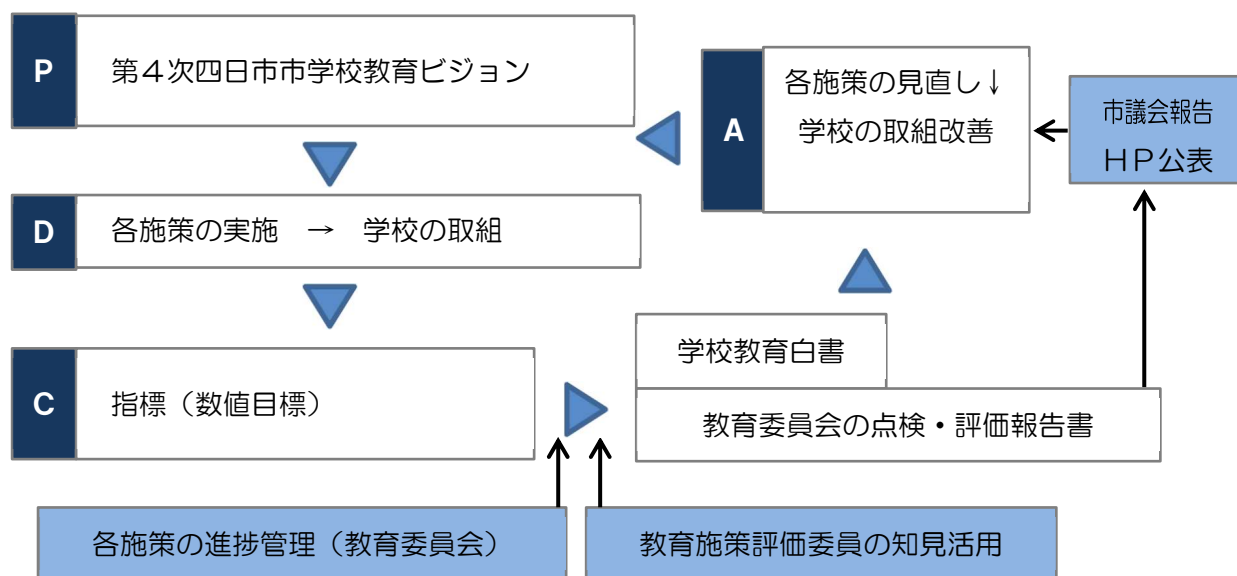 P 第４次四日市市学校教育ビジョン
D 各施策の実施 → 学校の取組
C 指標（数値目標）
各施策の進捗管理（教育委員会）
教育施策評価委員の知見活用
学校教育白書
教育委員会の点検・評価報告書
A
各施策の見直し↓
学校の取組改善
市議会報告
ＨＰ公表